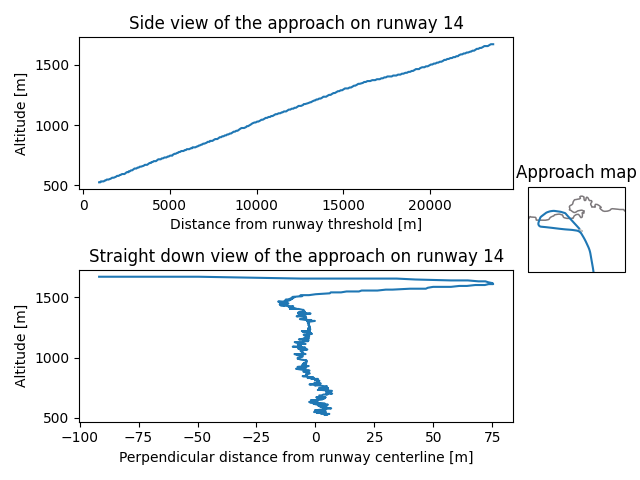 Side view of the approach on runway 14
Altitude [m]
1500
1000
500
0
5000
10000
15000
20000
Distance from runway threshold [m]
Approach map
Straight down view of the approach on runway 14
Altitude [m]
1500
1000
500
−100
−75
−50
−25
0
25
50
75
Perpendicular distance from runway centerline [m]